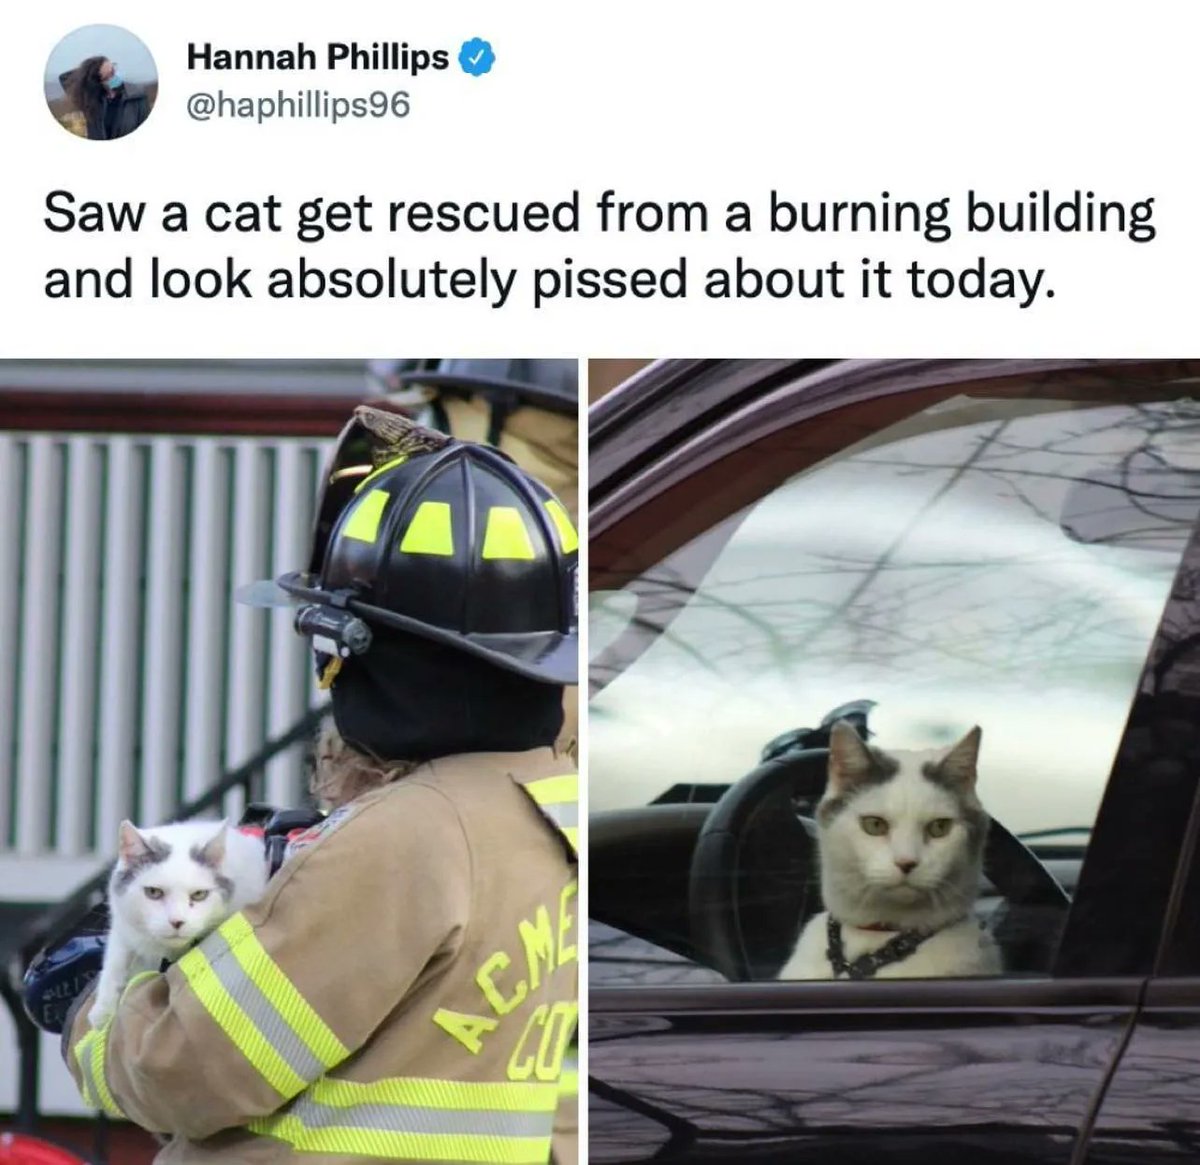 Hannah Phillips
@haphillips96
Saw a cat get rescued from a burning building
and look absolutely pissed about it today.
ACME
CO